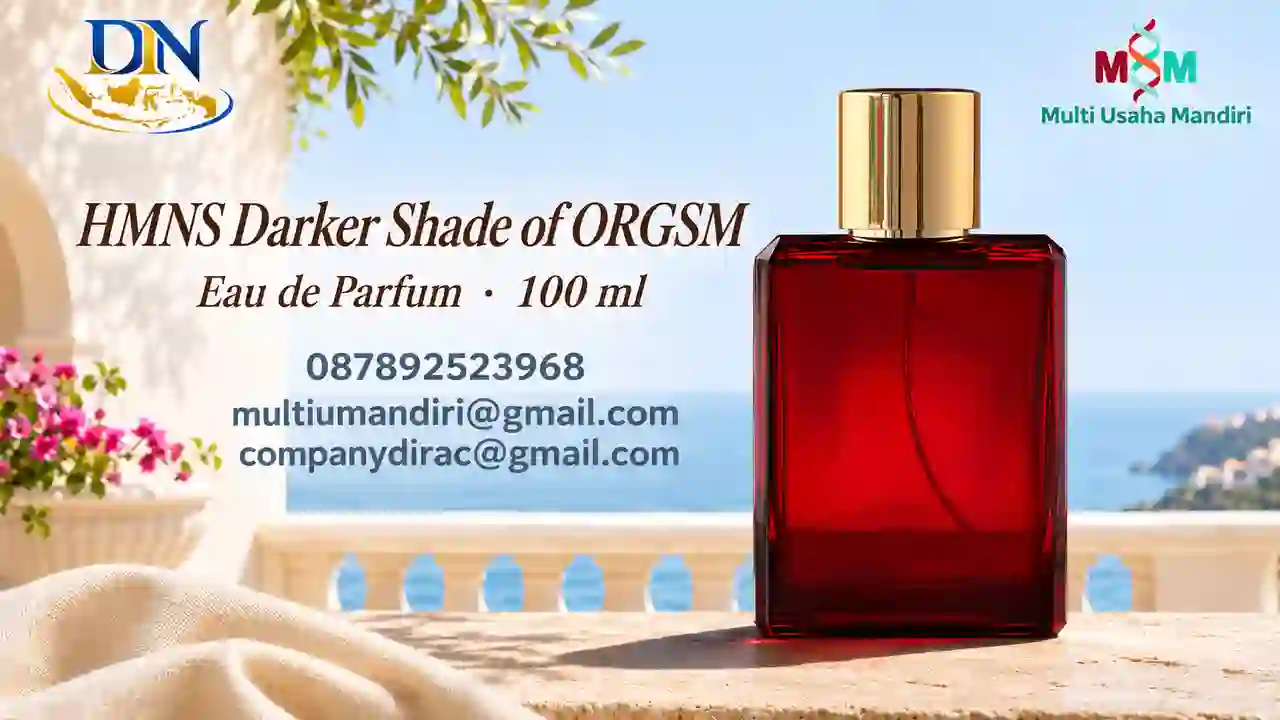 DN
MSM
Multi Usaha Mandiri
HMNS Darker Shade of ORGSM
Eau de Parfum · 100 ml
087892523968
multiumandiri@gmail.com
companydirac@gmail.com